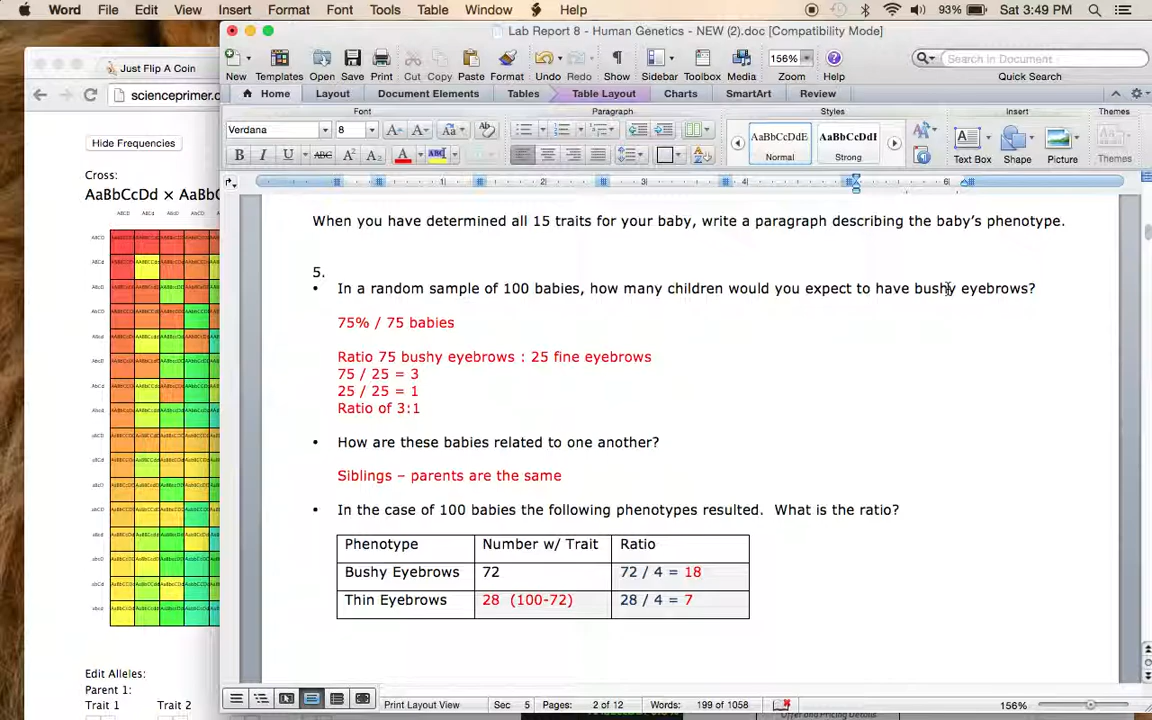 Word File Edit View Insert Format Font Tools Table Window Help 93% Sat 3:49 PM
Lab Report 8 - Human Genetics - NEW (2).doc [Compatibility Mode]
New Templates Open Save Print Cut Copy Paste Format Undo Redo Show Sidebar Toolbox Media 156% Zoom Help Search in Document Quick Search
Home Layout Document Elements Tables Table Layout Charts SmartArt Review
Font Paragraph Styles Insert Themes
Verdana 8 AaBbCcDdE AaBbCcDdI
Normal Strong Text Box Shape Picture Themes
Just Flip A Coin
scienceprimer.c
Hide Frequencies
Cross:
AaBbCcDd × AaBb
When you have determined all 15 traits for your baby, write a paragraph describing the baby's phenotype.
5.
• In a random sample of 100 babies, how many children would you expect to have bushy eyebrows?
75% / 75 babies
Ratio 75 bushy eyebrows : 25 fine eyebrows
75 / 25 = 3
25 / 25 = 1
Ratio of 3:1
• How are these babies related to one another?
Siblings – parents are the same
• In the case of 100 babies the following phenotypes resulted. What is the ratio?
Phenotype Number w/ Trait Ratio
Bushy Eyebrows 72 72 / 4 = 18
Thin Eyebrows 28 (100-72) 28 / 4 = 7
Edit Alleles:
Parent 1:
Trait 1 Trait 2
Print Layout View Sec 5 Pages: 2 of 12 Words: 199 of 1058 156%
Offer and Pricing Details